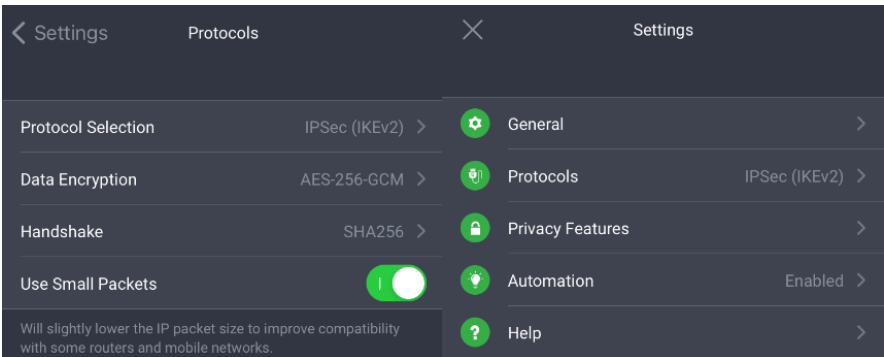 Settings
Protocols
Protocol Selection IPSec (IKEv2)
Data Encryption AES-256-GCM
Handshake SHA256
Use Small Packets
Will slightly lower the IP packet size to improve compatibility
with some routers and mobile networks.
Settings
General
Protocols IPSec (IKEv2)
Privacy Features
Automation Enabled
Help